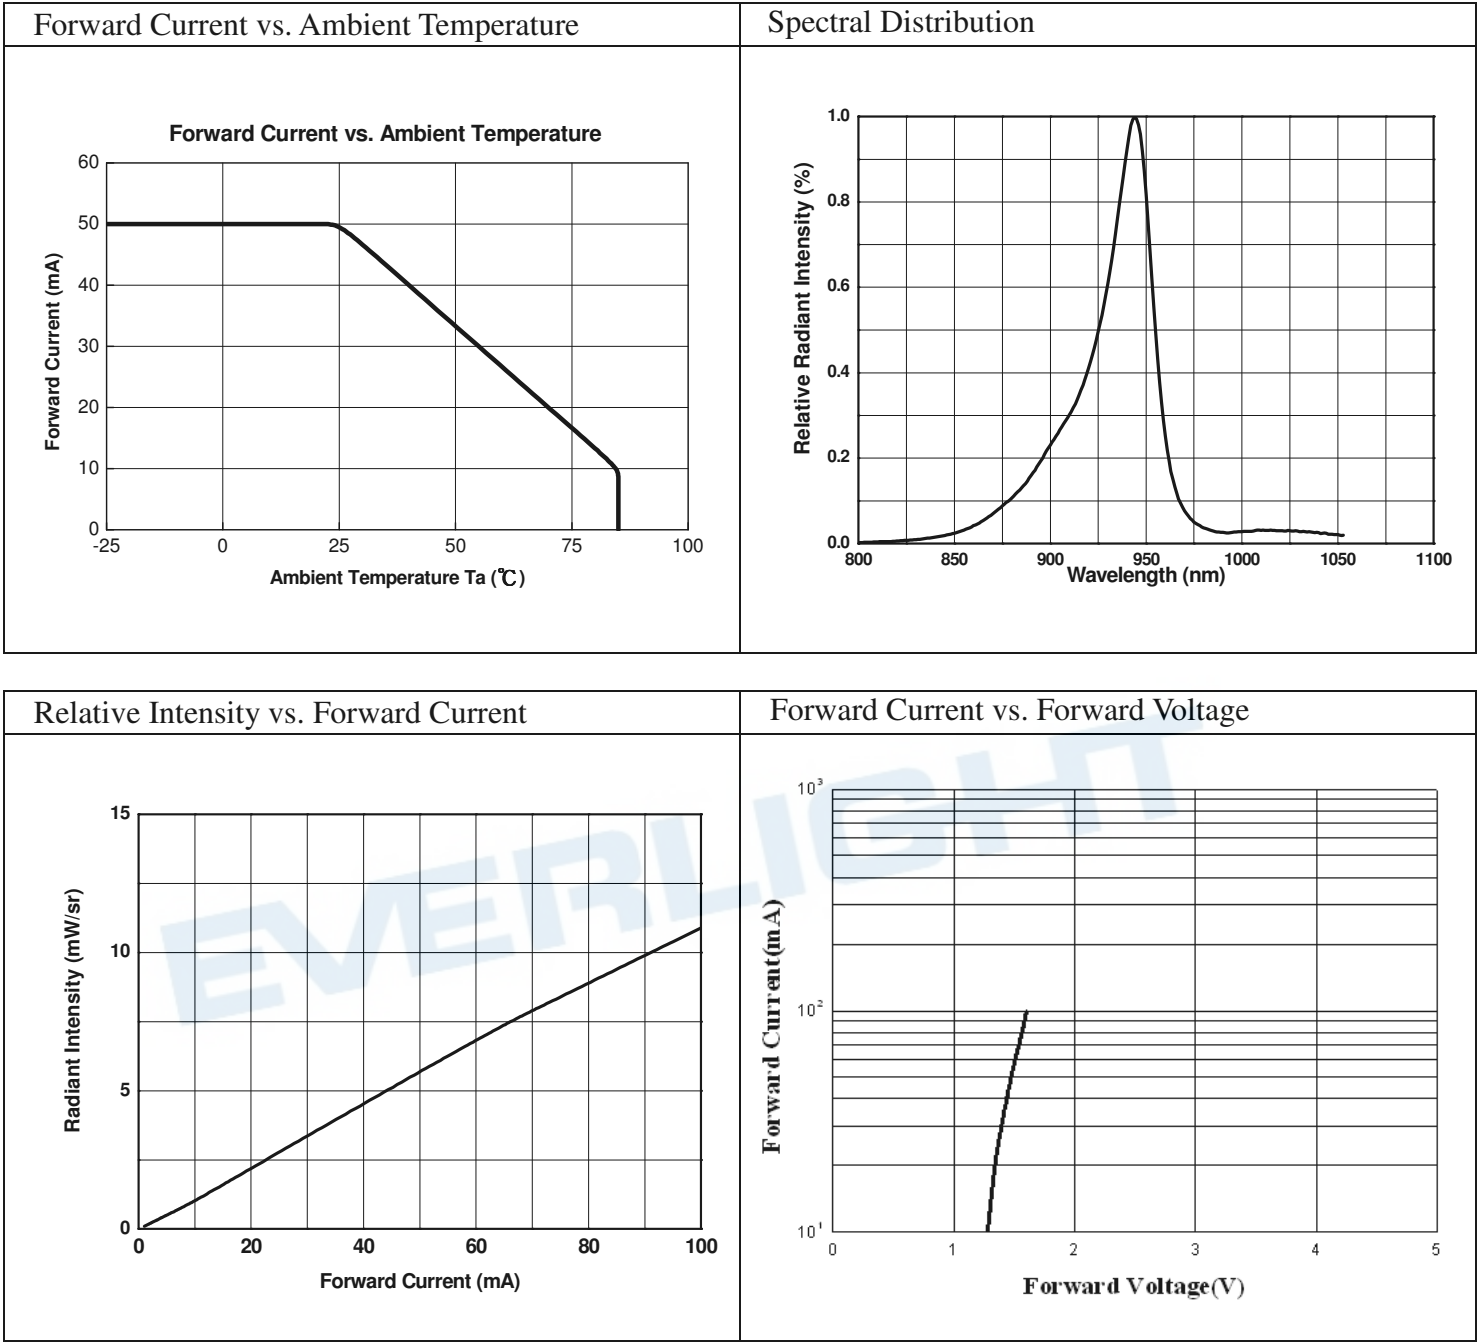 Forward Current vs. Ambient Temperature
Spectral Distribution
Forward Current vs. Ambient Temperature
60
50
40
30
20
10
0
-25 0 25 50 75 100
Forward Current (mA)
Ambient Temperature Ta (℃)
1.0
0.8
0.6
0.4
0.2
0.0
800 850 900 950 1000 1050 1100
Relative Radiant Intensity (%)
Wavelength (nm)
Relative Intensity vs. Forward Current
Forward Current vs. Forward Voltage
EVERLIGHT
15
10
5
0
0 20 40 60 80 100
Radiant Intensity (mW/sr)
Forward Current (mA)
10³
10²
10¹
0 1 2 3 4 5
Forward Current(mA)
Forward Voltage(V)